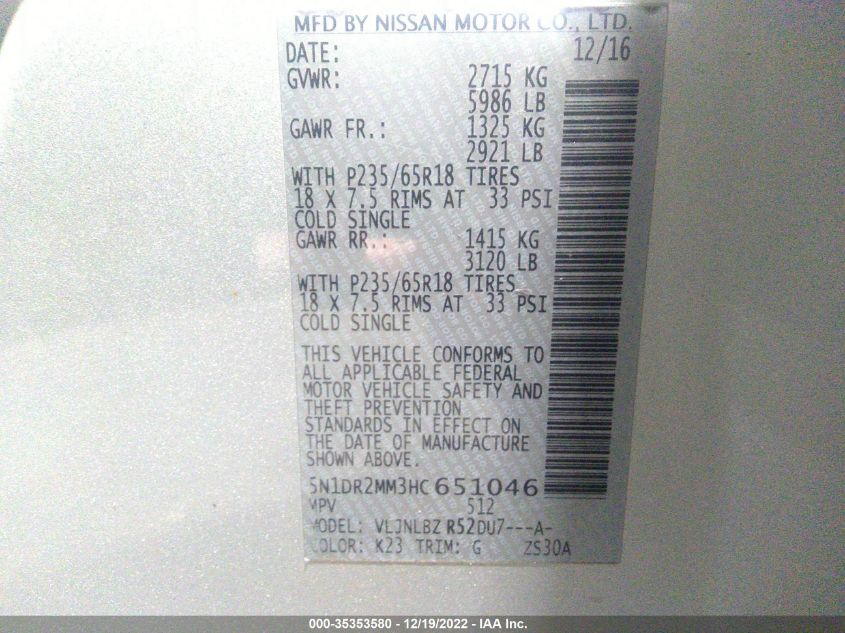 MFD BY NISSAN MOTOR CO., LTD.
DATE: 12/16
GVWR: 2715 KG
5986 LB
GAWR FR.: 1325 KG
2921 LB
WITH P235/65R18 TIRES
18 X 7.5 RIMS AT 33 PSI
COLD SINGLE
GAWR RR.: 1415 KG
3120 LB
WITH P235/65R18 TIRES
18 X 7.5 RIMS AT 33 PSI
COLD SINGLE
THIS VEHICLE CONFORMS TO
ALL APPLICABLE FEDERAL
MOTOR VEHICLE SAFETY AND
THEFT PREVENTION
STANDARDS IN EFFECT ON
THE DATE OF MANUFACTURE
SHOWN ABOVE.
5N1DR2MM3HC651046
MPV 512
MODEL: VLJNLBZ R52DU7---A-
COLOR: K23 TRIM: G ZS30A
000-35353580 - 12/19/2022 - IAA Inc.